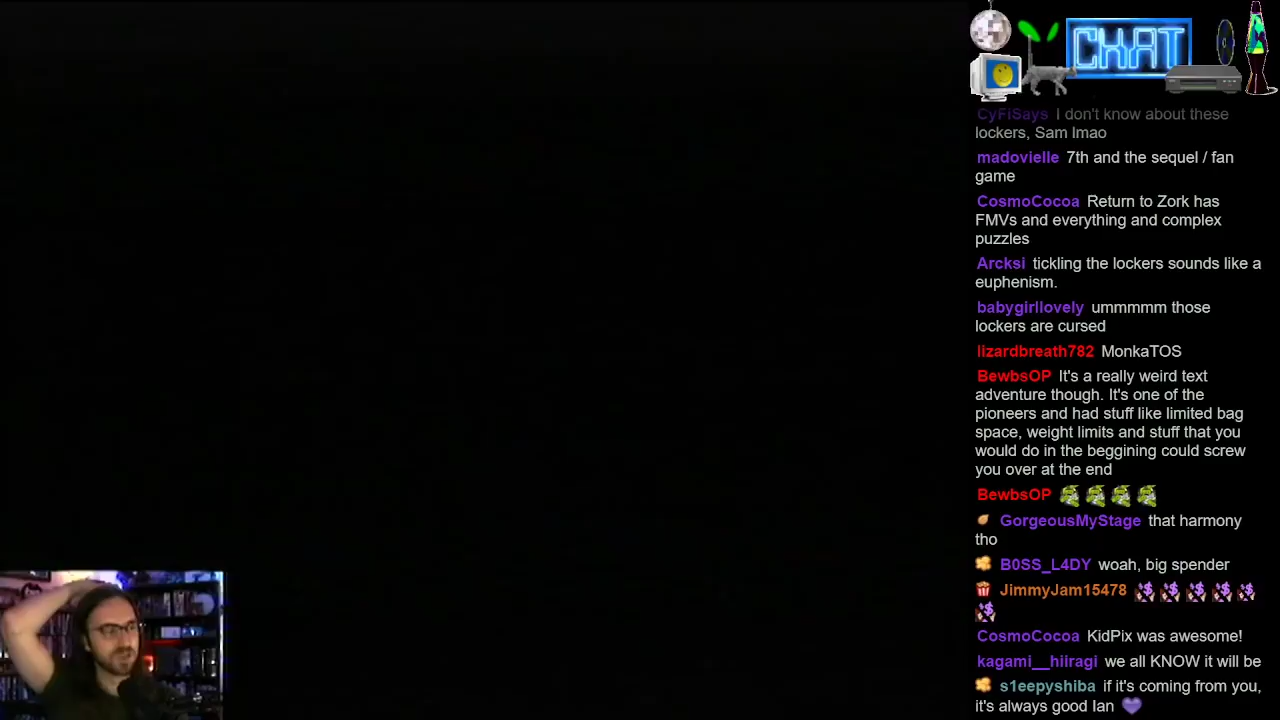 CHAT
CyFiSays I don't know about these
lockers, Sam lmao
madovielle 7th and the sequel / fan
game
CosmoCocoa Return to Zork has
FMVs and everything and complex
puzzles
Arcksi tickling the lockers sounds like a
euphenism.
babygirllovely ummmmm those
lockers are cursed
lizardbreath782 MonkaTOS
BewbsOP It's a really weird text
adventure though. It's one of the
pioneers and had stuff like limited bag
space, weight limits and stuff that you
would do in the beggining could screw
you over at the end
BewbsOP
GorgeousMyStage that harmony
tho
B0SS_L4DY woah, big spender
JimmyJam15478
CosmoCocoa KidPix was awesome!
kagami__hiiragi we all KNOW it will be
s1eepyshiba if it's coming from you,
it's always good Ian